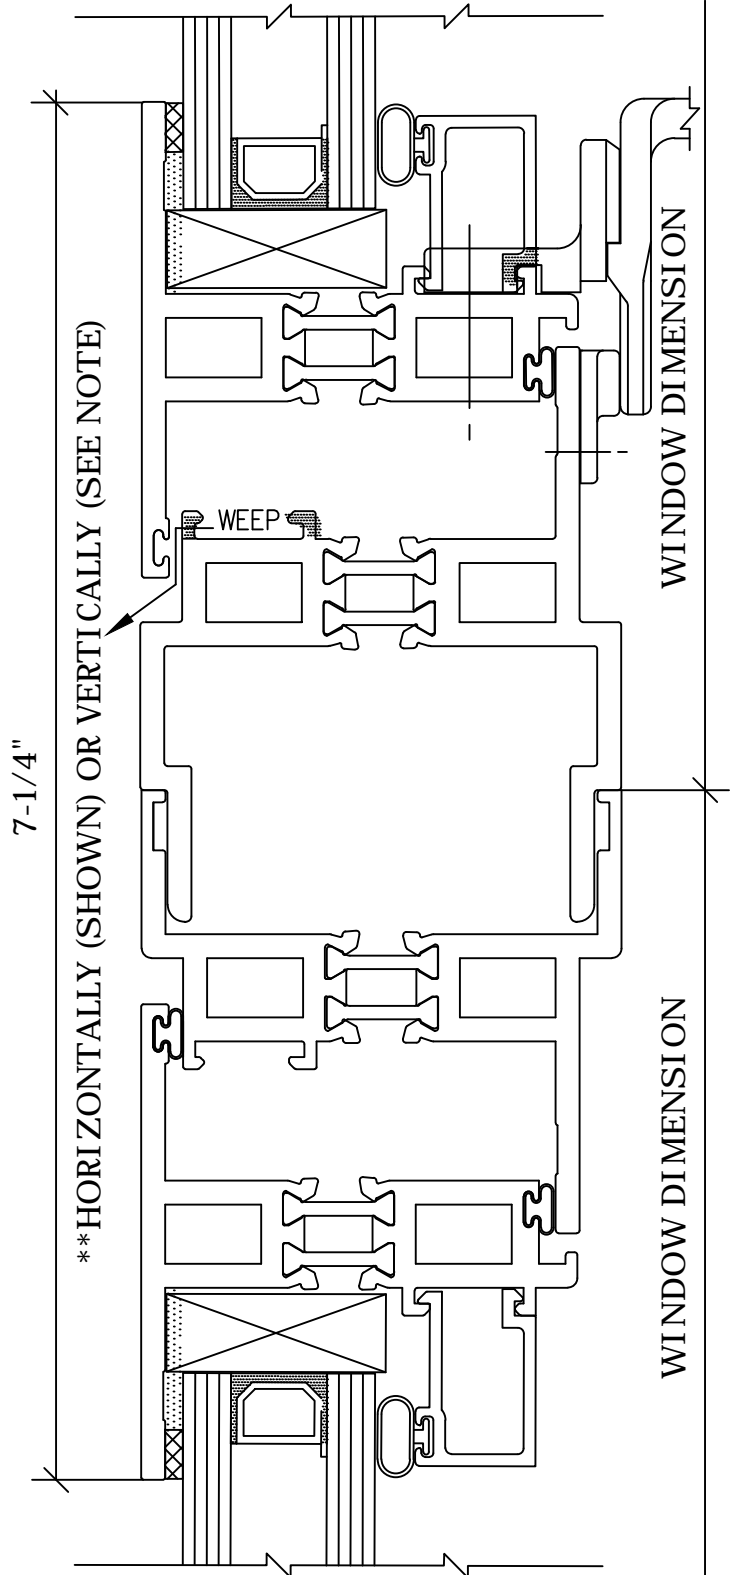 7-1/4"
**HORIZONTALLY (SHOWN) OR VERTICALLY (SEE NOTE)
WEEP
WINDOW DIMENSION
WINDOW DIMENSION